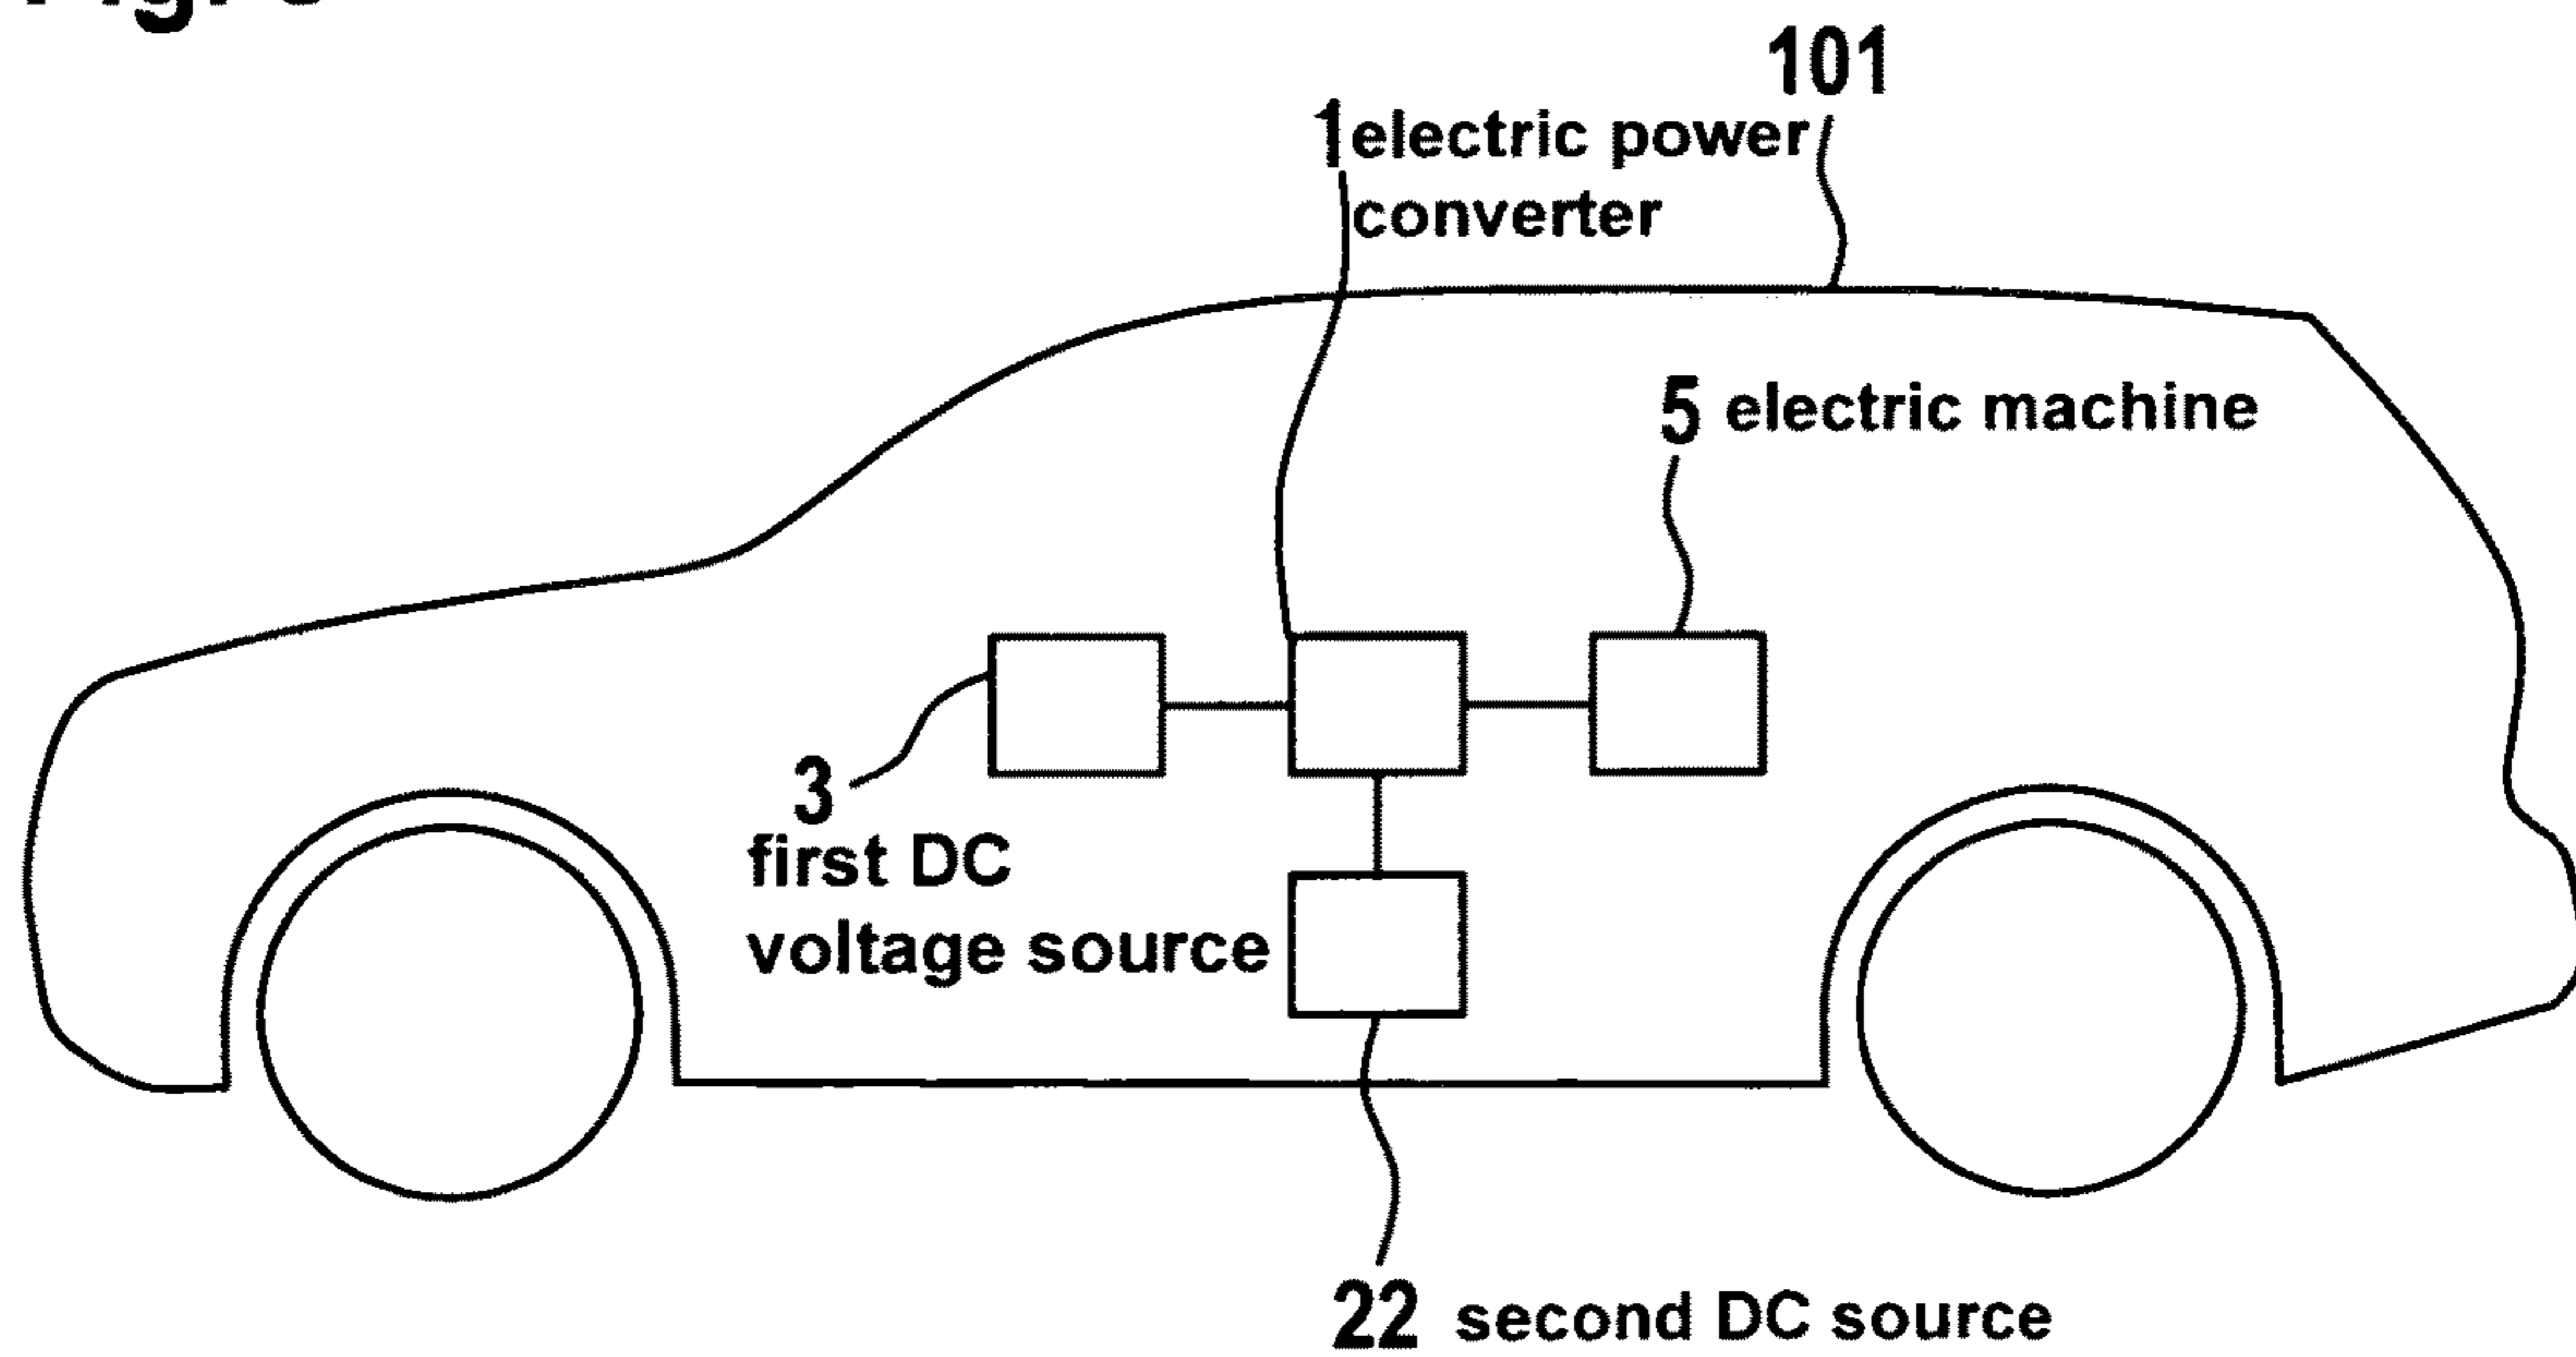 101
1 electric power
converter
5 electric machine
3
first DC
voltage source
22 second DC source